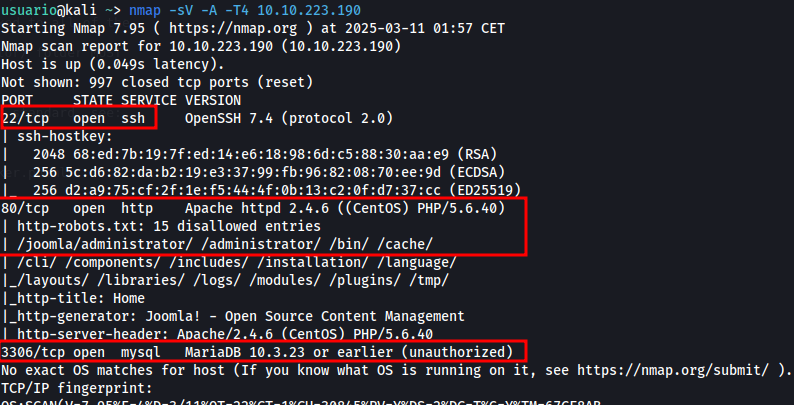 usuario@kali ~> nmap -sV -A -T4 10.10.223.190
Starting Nmap 7.95 ( https://nmap.org ) at 2025-03-11 01:57 CET
Nmap scan report for 10.10.223.190 (10.10.223.190)
Host is up (0.049s latency).
Not shown: 997 closed tcp ports (reset)
PORT     STATE SERVICE VERSION
22/tcp   open  ssh     OpenSSH 7.4 (protocol 2.0)
| ssh-hostkey:
|   2048 68:ed:7b:19:7f:ed:14:e6:18:98:6d:c5:88:30:aa:e9 (RSA)
|   256 5c:d6:82:da:b2:19:e3:37:99:fb:96:82:08:70:ee:9d (ECDSA)
|_  256 d2:a9:75:cf:2f:1e:f5:44:4f:0b:13:c2:0f:d7:37:cc (ED25519)
80/tcp   open  http    Apache httpd 2.4.6 ((CentOS) PHP/5.6.40)
| http-robots.txt: 15 disallowed entries
| /joomla/administrator/ /administrator/ /bin/ /cache/
| /cli/ /components/ /includes/ /installation/ /language/
|_/layouts/ /libraries/ /logs/ /modules/ /plugins/ /tmp/
|_http-title: Home
|_http-generator: Joomla! - Open Source Content Management
|_http-server-header: Apache/2.4.6 (CentOS) PHP/5.6.40
3306/tcp open  mysql   MariaDB 10.3.23 or earlier (unauthorized)
No exact OS matches for host (If you know what OS is running on it, see https://nmap.org/submit/ ).
TCP/IP fingerprint: